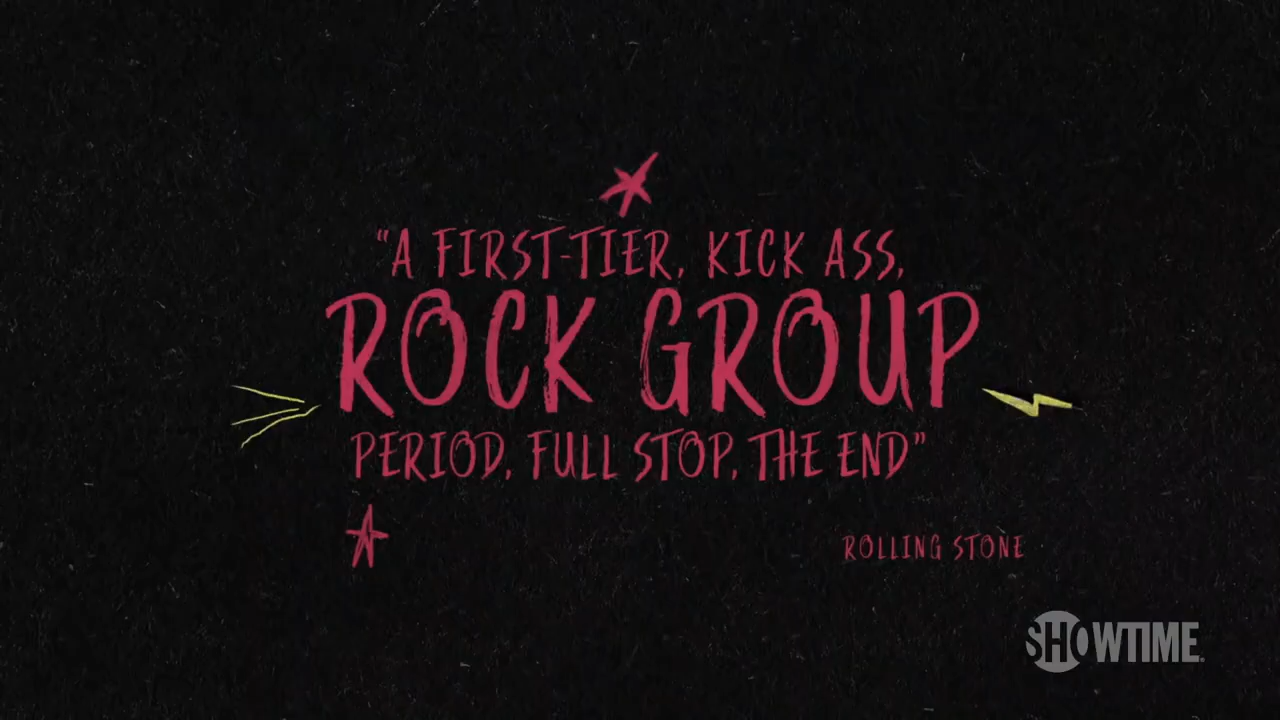 “A FIRST-TIER, KICK ASS,
ROCK GROUP
PERIOD, FULL STOP, THE END”
ROLLING STONE
SHOWTIME